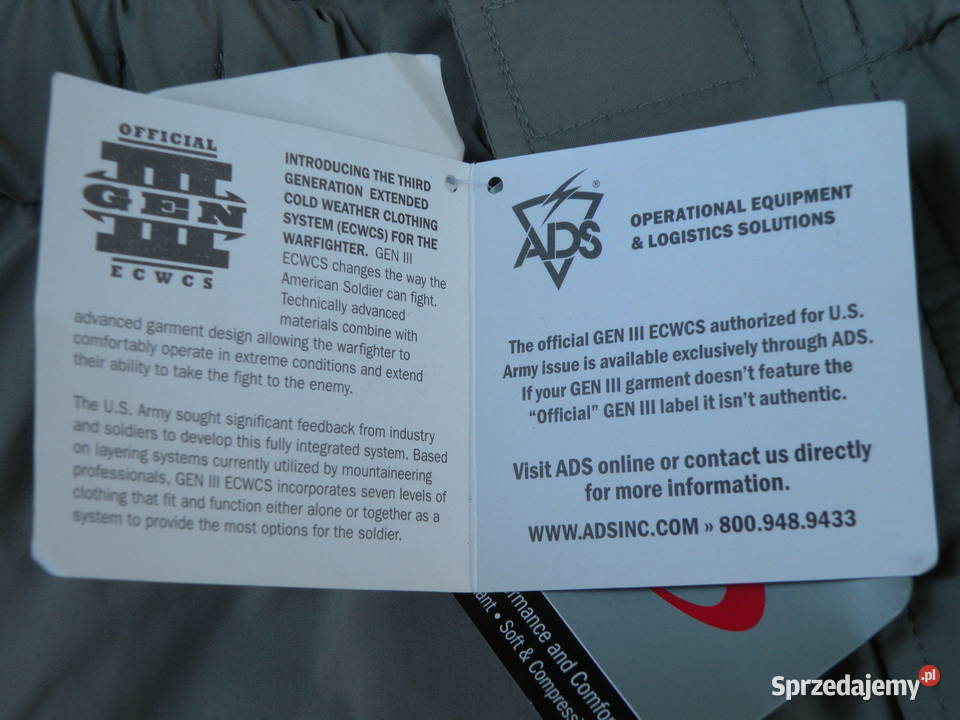 OFFICIAL
III
GEN
III
ECWCS
INTRODUCING THE THIRD
GENERATION EXTENDED
COLD WEATHER CLOTHING
SYSTEM (ECWCS) FOR THE
WARFIGHTER. GEN III
ECWCS changes the way the
American Soldier can fight.
Technically advanced
materials combine with
advanced garment design allowing the warfighter to
comfortably operate in extreme conditions and extend
their ability to take the fight to the enemy.
The U.S. Army sought significant feedback from industry
and soldiers to develop this fully integrated system. Based
on layering systems currently utilized by mountaineering
professionals, GEN III ECWCS incorporates seven levels of
clothing that fit and function either alone or together as a
system to provide the most options for the soldier.
ADS®
OPERATIONAL EQUIPMENT
& LOGISTICS SOLUTIONS
The official GEN III ECWCS authorized for U.S.
Army issue is available exclusively through ADS.
If your GEN III garment doesn't feature the
“Official” GEN III label it isn't authentic.
Visit ADS online or contact us directly
for more information.
WWW.ADSINC.COM » 800.948.9433
and Comfor
• Soft & Compressi
Sprzedajemy.pl